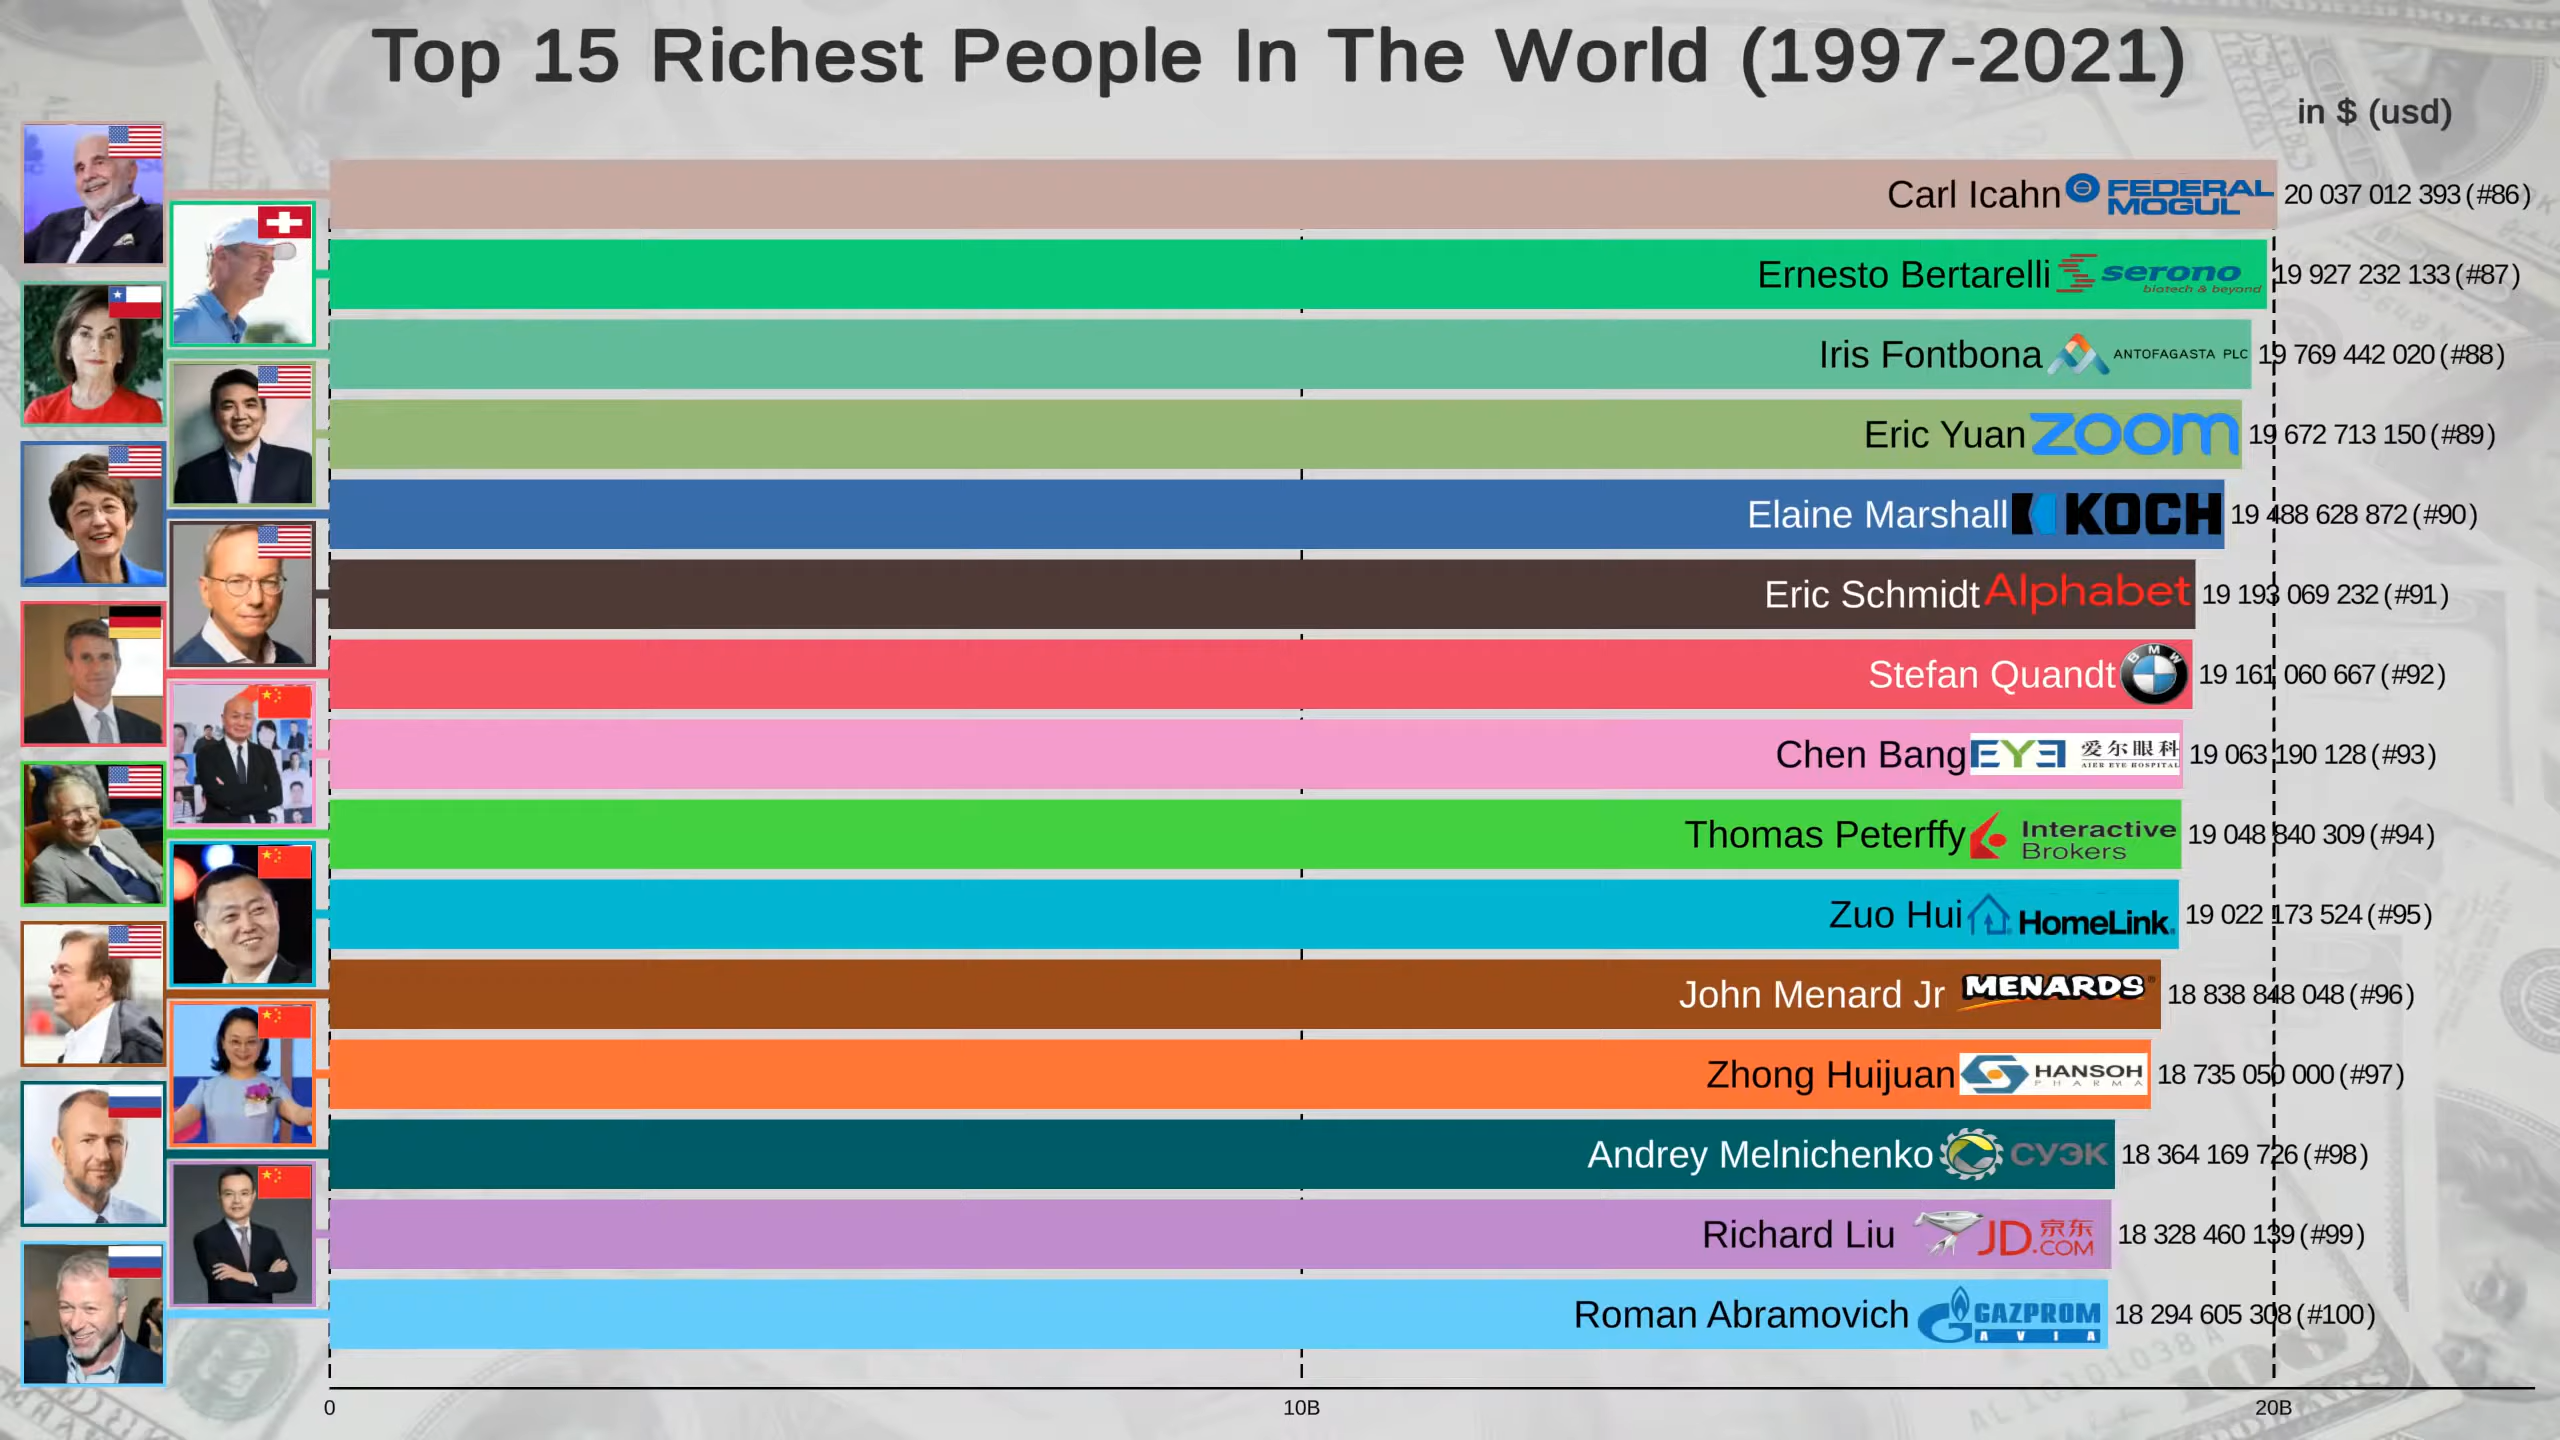 Top 15 Richest People In The World (1997-2021)
in $ (usd)
Carl Icahn FEDERAL MOGUL 20 037 012 393 (#86)
Ernesto Bertarelli serono biotech & beyond 19 927 232 133 (#87)
Iris Fontbona ANTOFAGASTA PLC 19 769 442 020 (#88)
Eric Yuan zoom 19 672 713 150 (#89)
Elaine Marshall KOCH 19 488 628 872 (#90)
Eric Schmidt Alphabet 19 193 069 232 (#91)
Stefan Quandt BMW 19 161 060 667 (#92)
Chen Bang EYE 爱尔眼科 AIER EYE HOSPITAL 19 063 190 128 (#93)
Thomas Peterffy Interactive Brokers 19 048 840 309 (#94)
Zuo Hui HomeLink. 19 022 173 524 (#95)
John Menard Jr MENARDS® 18 838 848 048 (#96)
Zhong Huijuan HANSOH PHARMA 18 735 050 000 (#97)
Andrey Melnichenko СУЭК 18 364 169 726 (#98)
Richard Liu JD.COM 京东 18 328 460 139 (#99)
Roman Abramovich GAZPROM AVIA 18 294 605 308 (#100)
0 10B 20B